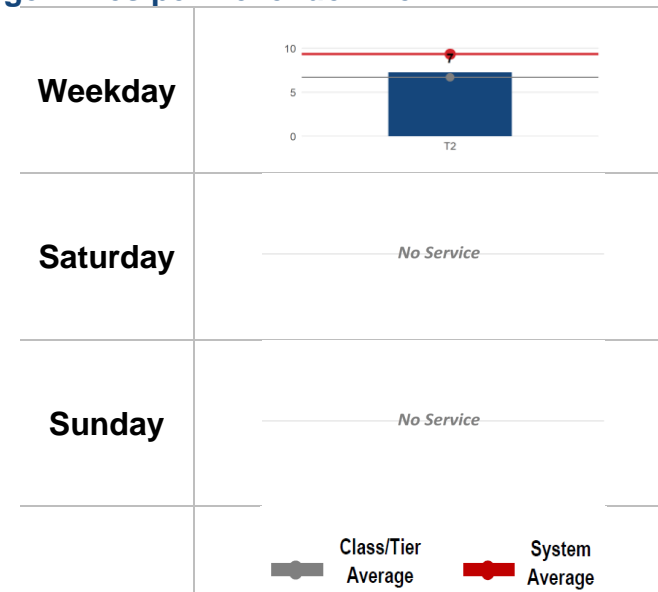 Weekday
10
7
5
0
T2
Saturday
No Service
Sunday
No Service
Class/Tier
Average
System
Average